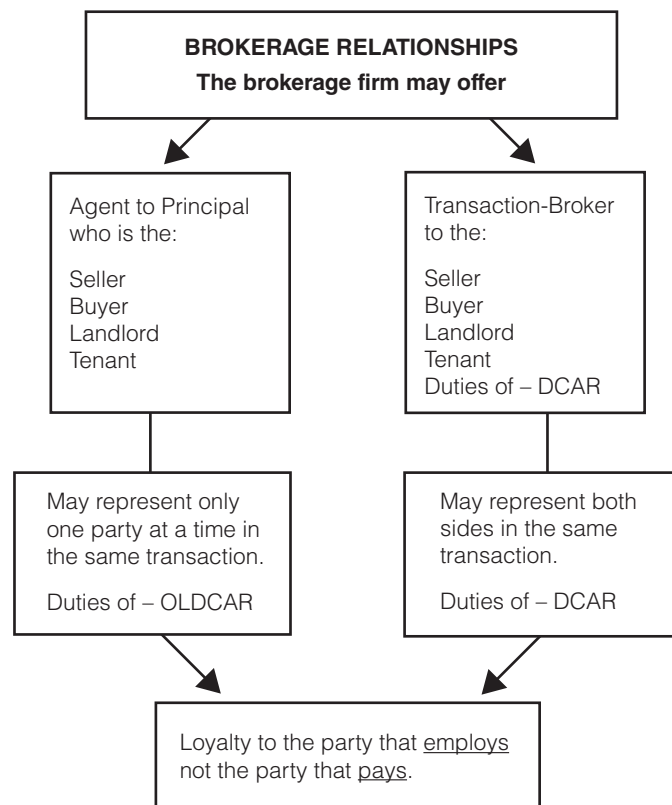 BROKERAGE RELATIONSHIPS
The brokerage firm may offer
Agent to Principal
who is the:
Seller
Buyer
Landlord
Tenant
Transaction-Broker
to the:
Seller
Buyer
Landlord
Tenant
Duties of – DCAR
May represent only
one party at a time in
the same transaction.
Duties of – OLDCAR
May represent both
sides in the same
transaction.
Duties of – DCAR
Loyalty to the party that employs
not the party that pays.